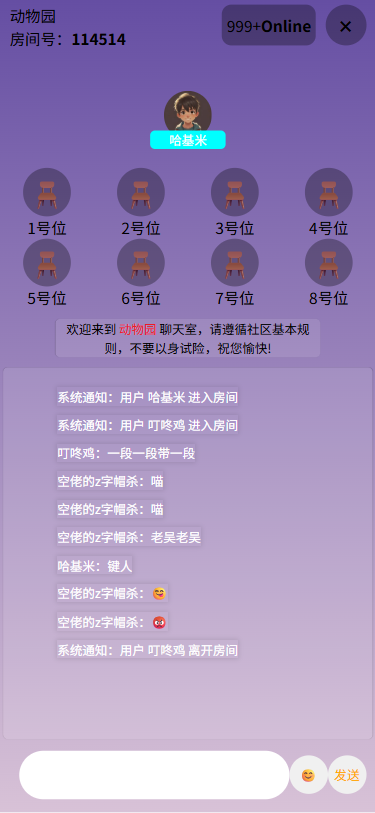 动物园
房间号：114514
999+Online
×
哈基米
1号位
2号位
3号位
4号位
5号位
6号位
7号位
8号位
欢迎来到 动物园 聊天室，请遵循社区基本规
则，不要以身试险，祝您愉快!
系统通知：用户 哈基米 进入房间
系统通知：用户 叮咚鸡 进入房间
叮咚鸡：一段一段带一段
空佬的z字帽杀：喵
空佬的z字帽杀：喵
空佬的z字帽杀：老吴老吴
哈基米：键人
空佬的z字帽杀：😋
空佬的z字帽杀：👹
系统通知：用户 叮咚鸡 离开房间
😊
发送